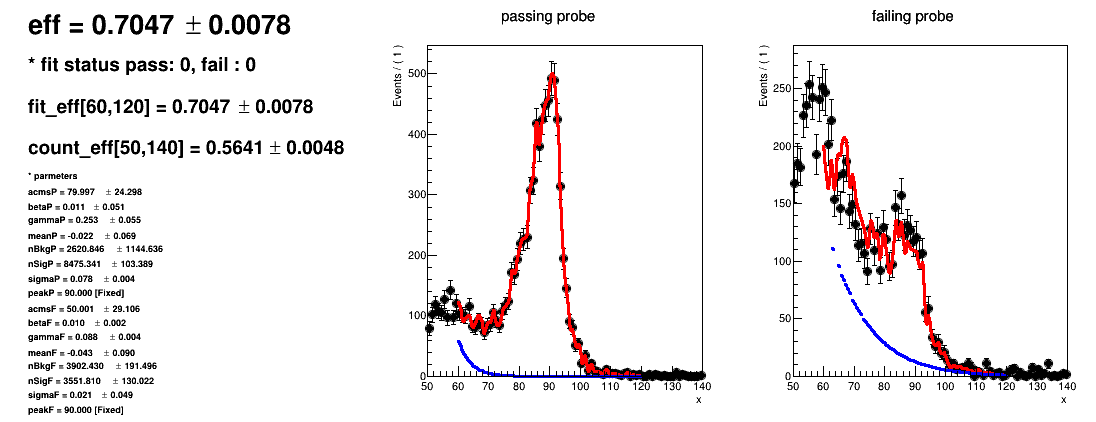 eff = 0.7047 ± 0.0078
* fit status pass: 0, fail : 0
fit_eff[60,120] = 0.7047 ± 0.0078
count_eff[50,140] = 0.5641 ± 0.0048
* parmeters
acmsP = 79.997 ± 24.298
betaP = 0.011 ± 0.051
gammaP = 0.253 ± 0.055
meanP = -0.022 ± 0.069
nBkgP = 2620.846 ± 1144.636
nSigP = 8475.341 ± 103.389
sigmaP = 0.078 ± 0.004
peakP = 90.000 [Fixed]
acmsF = 50.001 ± 29.106
betaF = 0.010 ± 0.002
gammaF = 0.088 ± 0.004
meanF = -0.043 ± 0.090
nBkgF = 3902.430 ± 191.496
nSigF = 3551.810 ± 130.022
sigmaF = 0.021 ± 0.049
peakF = 90.000 [Fixed]
passing probe
Events / ( 1 )
500
400
300
200
100
0
50 60 70 80 90 100 110 120 130 140
x
failing probe
Events / ( 1 )
250
200
150
100
50
0
50 60 70 80 90 100 110 120 130 140
x